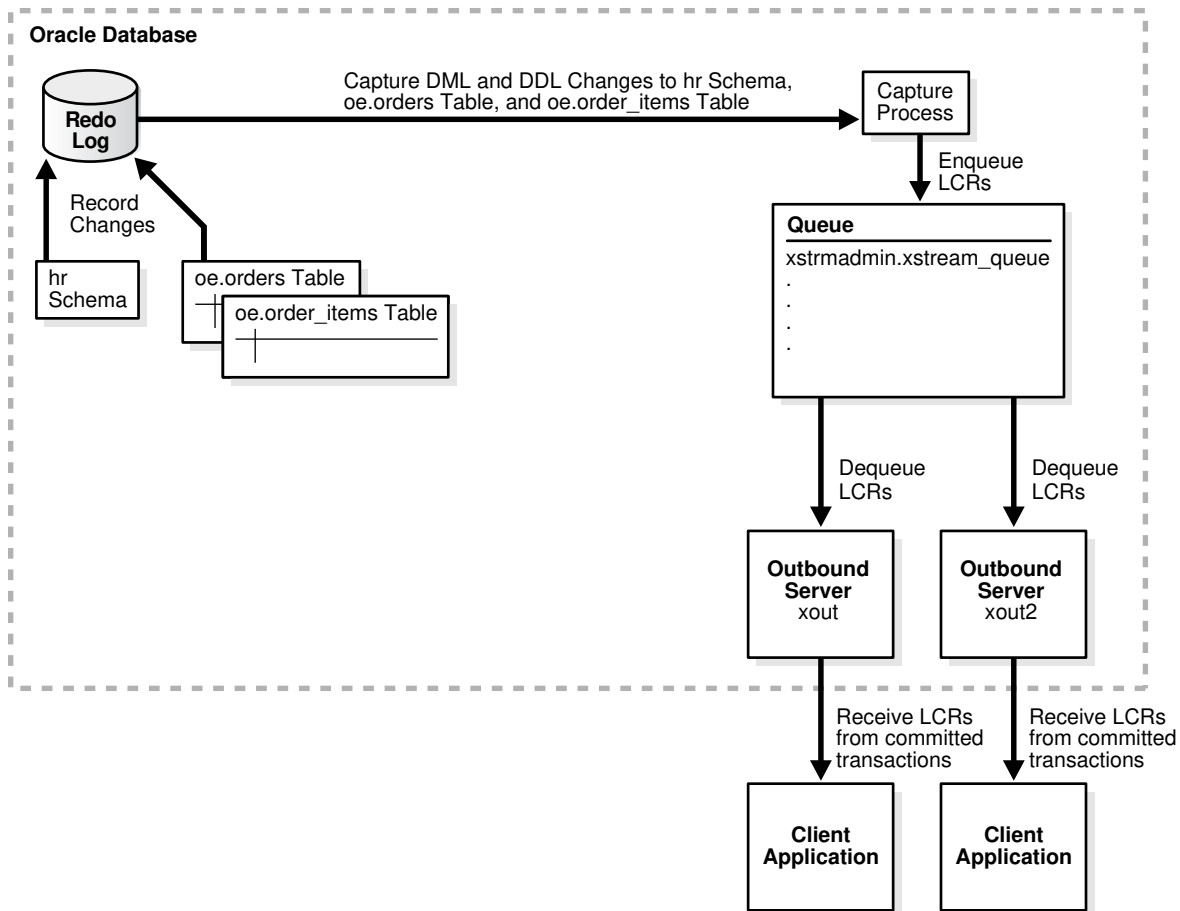 Oracle Database
Capture DML and DDL Changes to hr Schema,
oe.orders Table, and oe.order_items Table
Capture
Process
Redo
Log
Enqueue
LCRs
Record
Changes
Queue
xstrmadmin.xstream_queue
.
.
.
.
hr
Schema
oe.orders Table
oe.order_items Table
Dequeue
LCRs
Dequeue
LCRs
Outbound
Server
xout
Outbound
Server
xout2
Receive LCRs
from committed
transactions
Receive LCRs
from committed
transactions
Client
Application
Client
Application